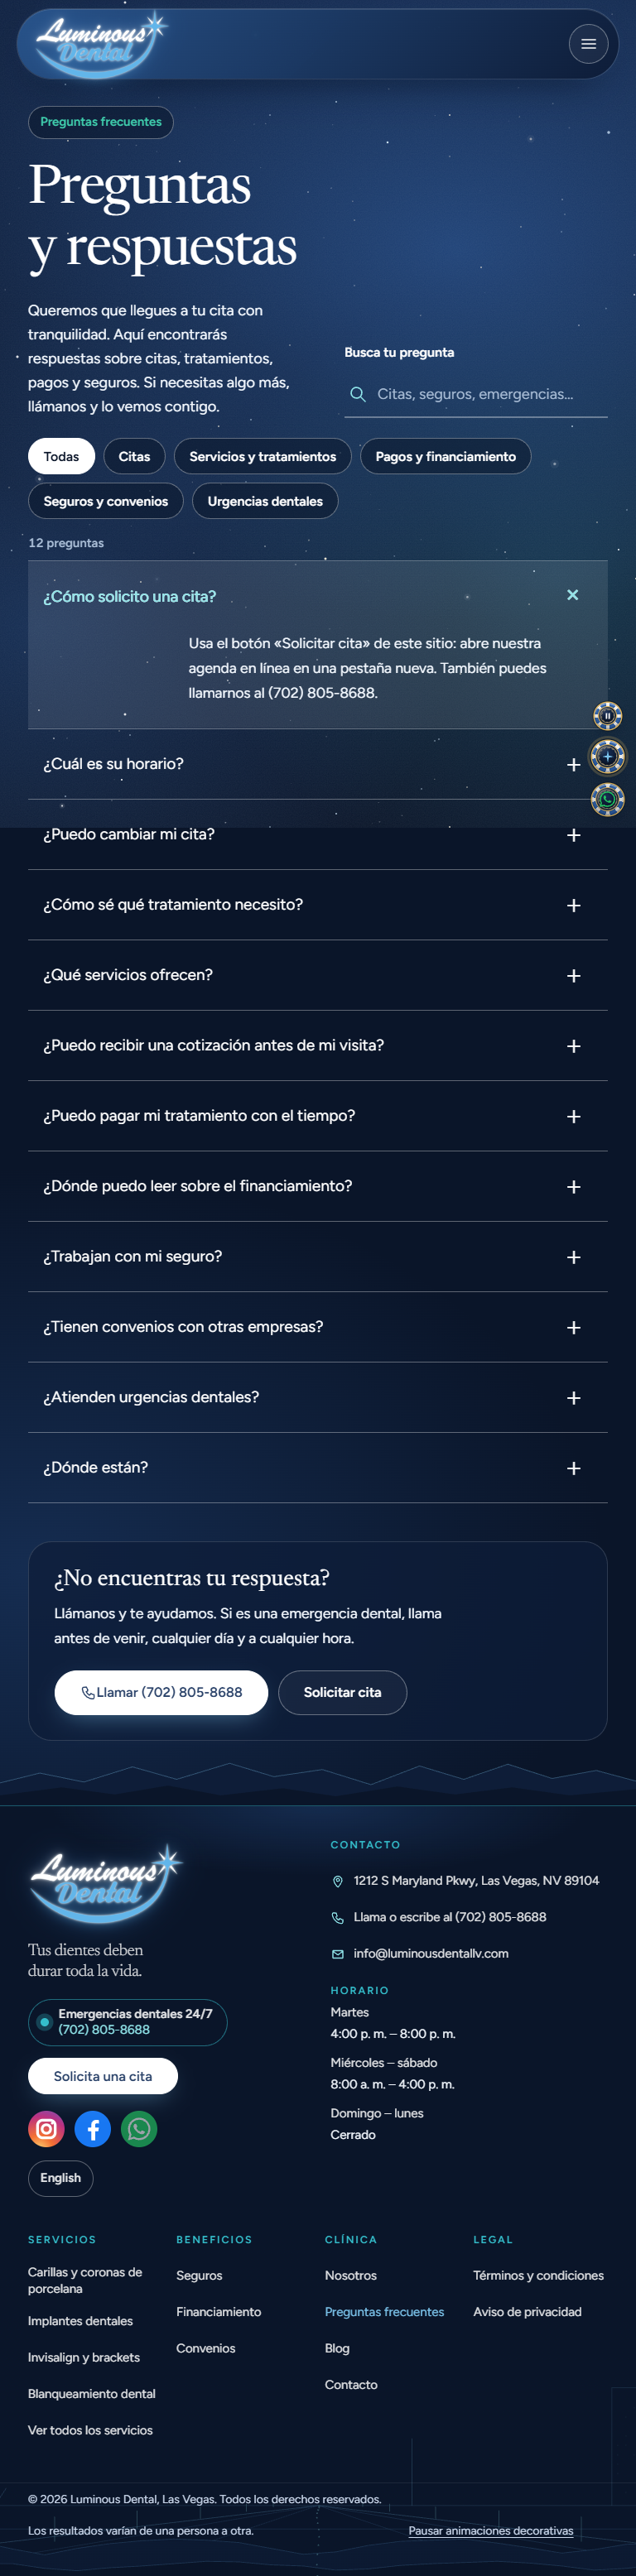 Luminous
Dental
Preguntas frecuentes
Preguntas
y respuestas
Queremos que llegues a tu cita con
tranquilidad. Aquí encontrarás
respuestas sobre citas, tratamientos,
pagos y seguros. Si necesitas algo más,
llámanos y lo vemos contigo.
Busca tu pregunta
Citas, seguros, emergencias...
Todas
Citas
Servicios y tratamientos
Pagos y financiamiento
Seguros y convenios
Urgencias dentales
12 preguntas
¿Cómo solicito una cita?
Usa el botón «Solicitar cita» de este sitio: abre nuestra
agenda en línea en una pestaña nueva. También puedes
llamarnos al (702) 805-8688.
¿Cuál es su horario?
¿Puedo cambiar mi cita?
¿Cómo sé qué tratamiento necesito?
¿Qué servicios ofrecen?
¿Puedo recibir una cotización antes de mi visita?
¿Puedo pagar mi tratamiento con el tiempo?
¿Dónde puedo leer sobre el financiamiento?
¿Trabajan con mi seguro?
¿Tienen convenios con otras empresas?
¿Atienden urgencias dentales?
¿Dónde están?
¿No encuentras tu respuesta?
Llámanos y te ayudamos. Si es una emergencia dental, llama
antes de venir, cualquier día y a cualquier hora.
Llamar (702) 805-8688
Solicitar cita
Luminous
Dental
Tus dientes deben
durar toda la vida.
Emergencias dentales 24/7
(702) 805-8688
Solicita una cita
English
CONTACTO
1212 S Maryland Pkwy, Las Vegas, NV 89104
Llama o escribe al (702) 805-8688
info@luminousdentallv.com
HORARIO
Martes
4:00 p. m. – 8:00 p. m.
Miércoles – sábado
8:00 a. m. – 4:00 p. m.
Domingo – lunes
Cerrado
SERVICIOS
Carillas y coronas de
porcelana
Implantes dentales
Invisalign y brackets
Blanqueamiento dental
Ver todos los servicios
BENEFICIOS
Seguros
Financiamiento
Convenios
CLÍNICA
Nosotros
Preguntas frecuentes
Blog
Contacto
LEGAL
Términos y condiciones
Aviso de privacidad
© 2026 Luminous Dental, Las Vegas. Todos los derechos reservados.
Los resultados varían de una persona a otra.
Pausar animaciones decorativas